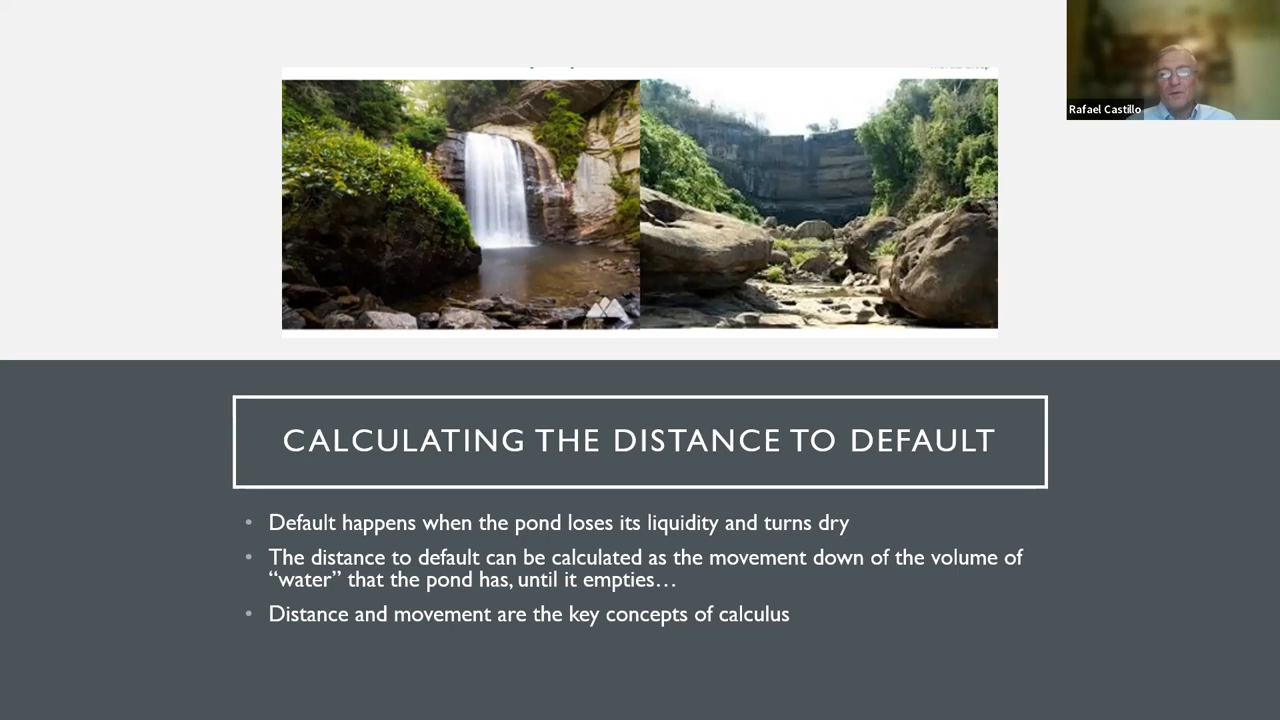 Rafael Castillo
CALCULATING THE DISTANCE TO DEFAULT
• Default happens when the pond loses its liquidity and turns dry
• The distance to default can be calculated as the movement down of the volume of
“water” that the pond has, until it empties…
• Distance and movement are the key concepts of calculus